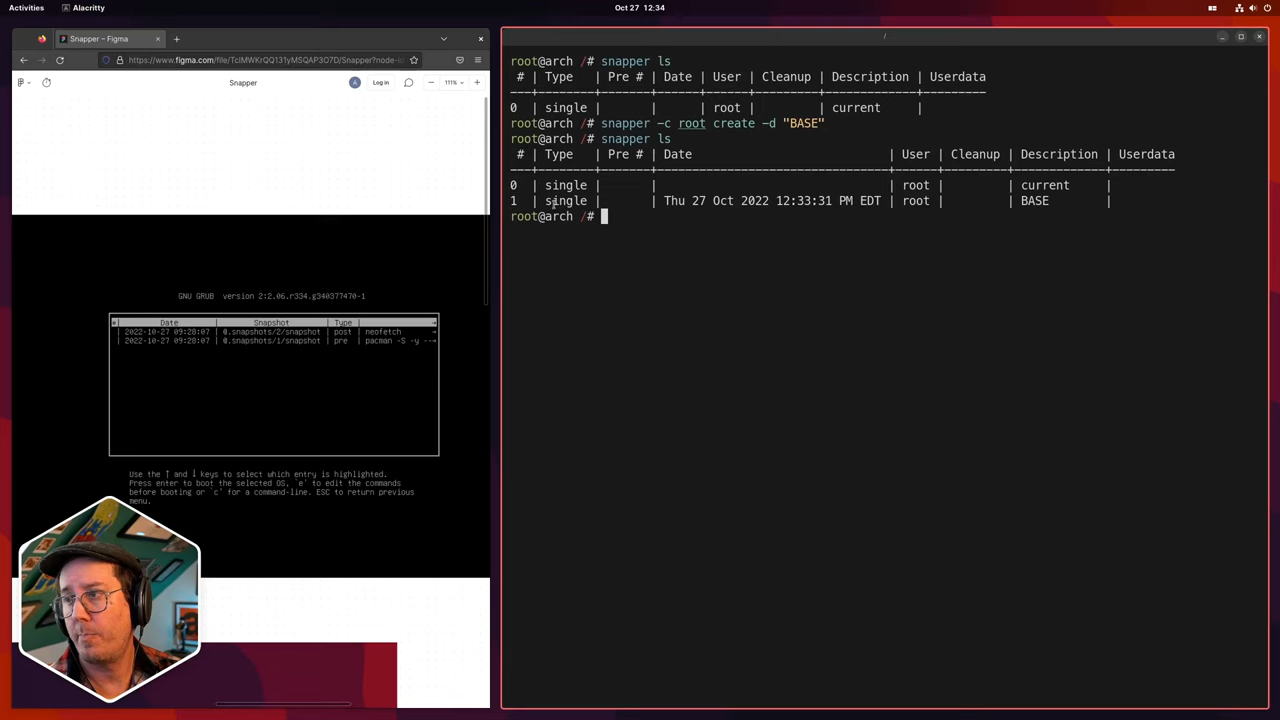 Activities
Alacritty
Oct 27 12:34
Snapper – Figma
https://www.figma.com/file/TclMWKrQQ131yMSQAP3O7D/Snapper?node-i
Snapper
A
Log in
111%
GNU GRUB version 2:2.06.r334.g340377470-1
*| Date | Snapshot | Type |
| 2022-10-27 09:28:07 | @.snapshots/2/snapshot | post | neofetch
| 2022-10-27 09:28:07 | @.snapshots/1/snapshot | pre | pacman -S -y --
Use the ↑ and ↓ keys to select which entry is highlighted.
Press enter to boot the selected OS, `e' to edit the commands
before booting or `c' for a command-line. ESC to return previous
menu.
/
root@arch /# snapper ls
# | Type | Pre # | Date | User | Cleanup | Description | Userdata
0 | single | | | root | | current |
root@arch /# snapper -c root create -d "BASE"
root@arch /# snapper ls
# | Type | Pre # | Date | User | Cleanup | Description | Userdata
0 | single | | | root | | current |
1 | single | | Thu 27 Oct 2022 12:33:31 PM EDT | root | | BASE |
root@arch /#